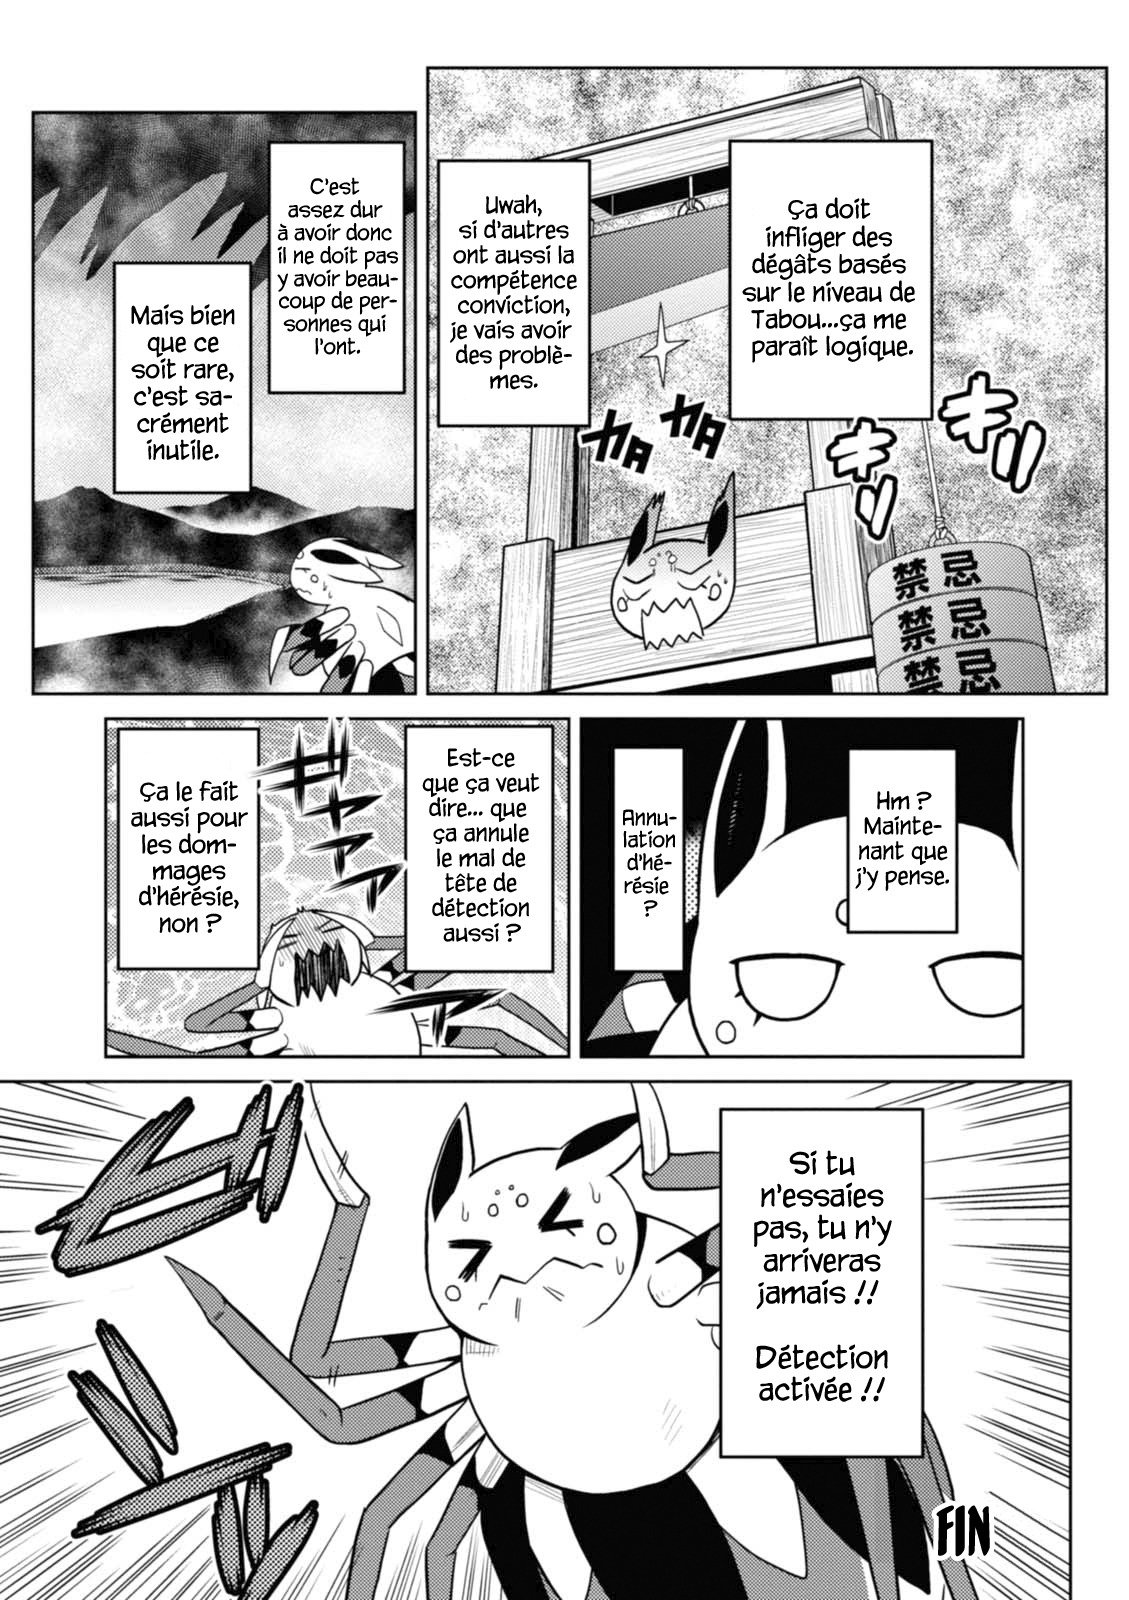 Ça doit
infliger des
dégâts basés
sur le niveau de
Tabou...ça me
paraît logique.
Uwah,
si d'autres
ont aussi la
compétence
conviction,
je vais avoir
des problè-
mes.
キリ
キリ
カタ
カタ
禁忌
禁忌
禁忌
C'est
assez dur
à avoir donc
il ne doit pas
y avoir beau-
coup de per-
sonnes qui
l'ont.
Mais bien
que ce
soit rare,
c'est sa-
crément
inutile.
Hm ?
Mainte-
nant que
j'y pense.
Annu-
lation
d'hé-
résie
?
Est-ce
que ça veut
dire... que
ça annule
le mal de
tête de
détection
aussi ?
Ça le fait
aussi pour
les dom-
mages
d'hérésie,
non ?
Si tu
n'essaies
pas, tu n'y
arriveras
jamais !!
Détection
activée !!
FIN